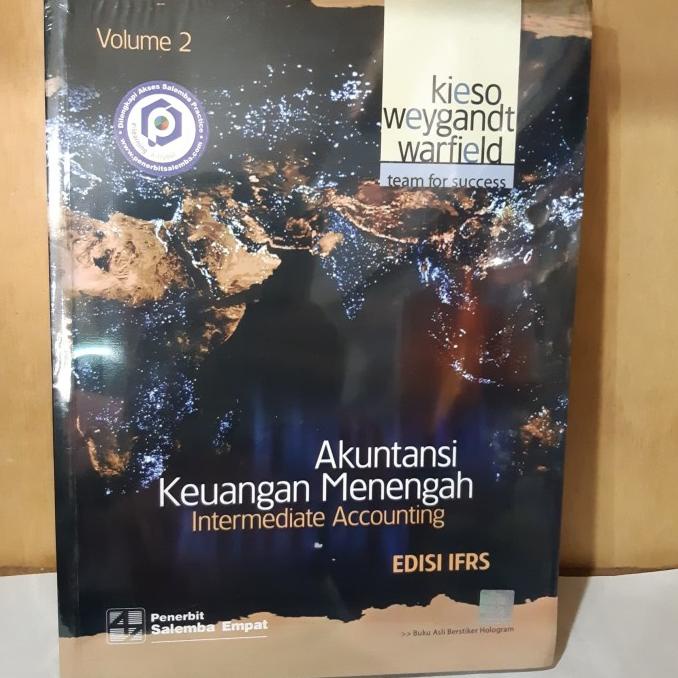 Volume 2
Dilengkapi Akses Salemba Practice
www.penerbitsalemba.com
kieso
weygandt
warfield
team for success
Akuntansi
Keuangan Menengah
Intermediate Accounting
EDISI IFRS
Penerbit
Salemba Empat
>> Buku Asli Berstiker Hologram